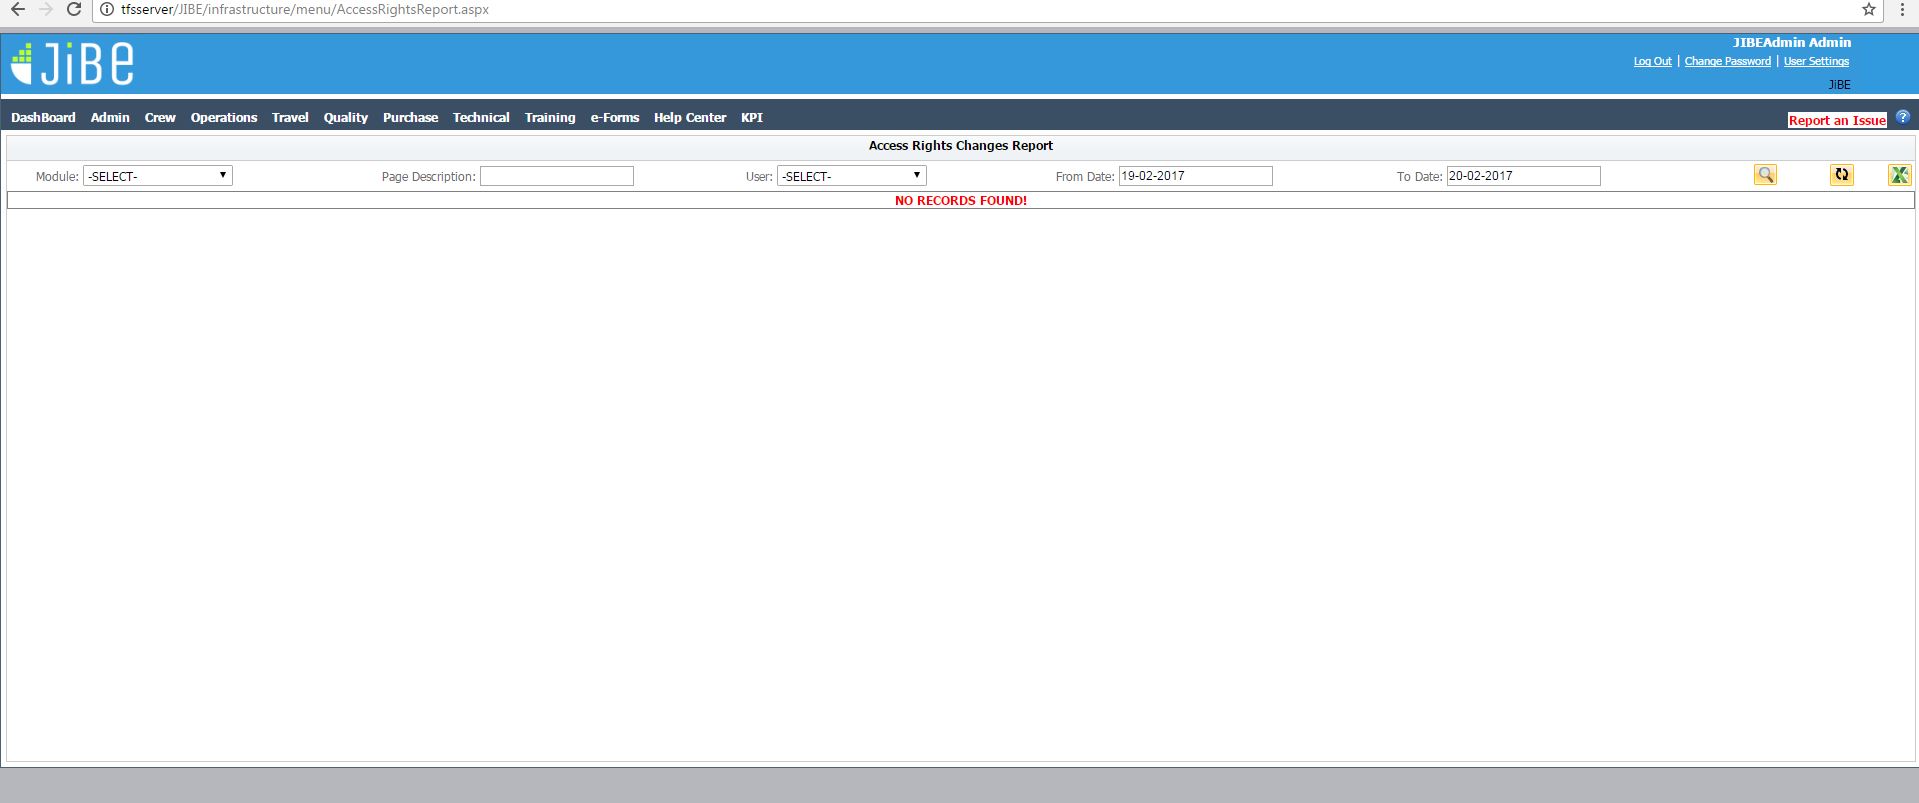 tfsserver/JIBE/infrastructure/menu/AccessRightsReport.aspx
JiBE
JIBEAdmin Admin
Log Out | Change Password | User Settings
JiBE
DashBoard Admin Crew Operations Travel Quality Purchase Technical Training e-Forms Help Center KPI Report an Issue ?
Access Rights Changes Report
Module: -SELECT- Page Description: User: -SELECT- From Date: 19-02-2017 To Date: 20-02-2017
NO RECORDS FOUND!